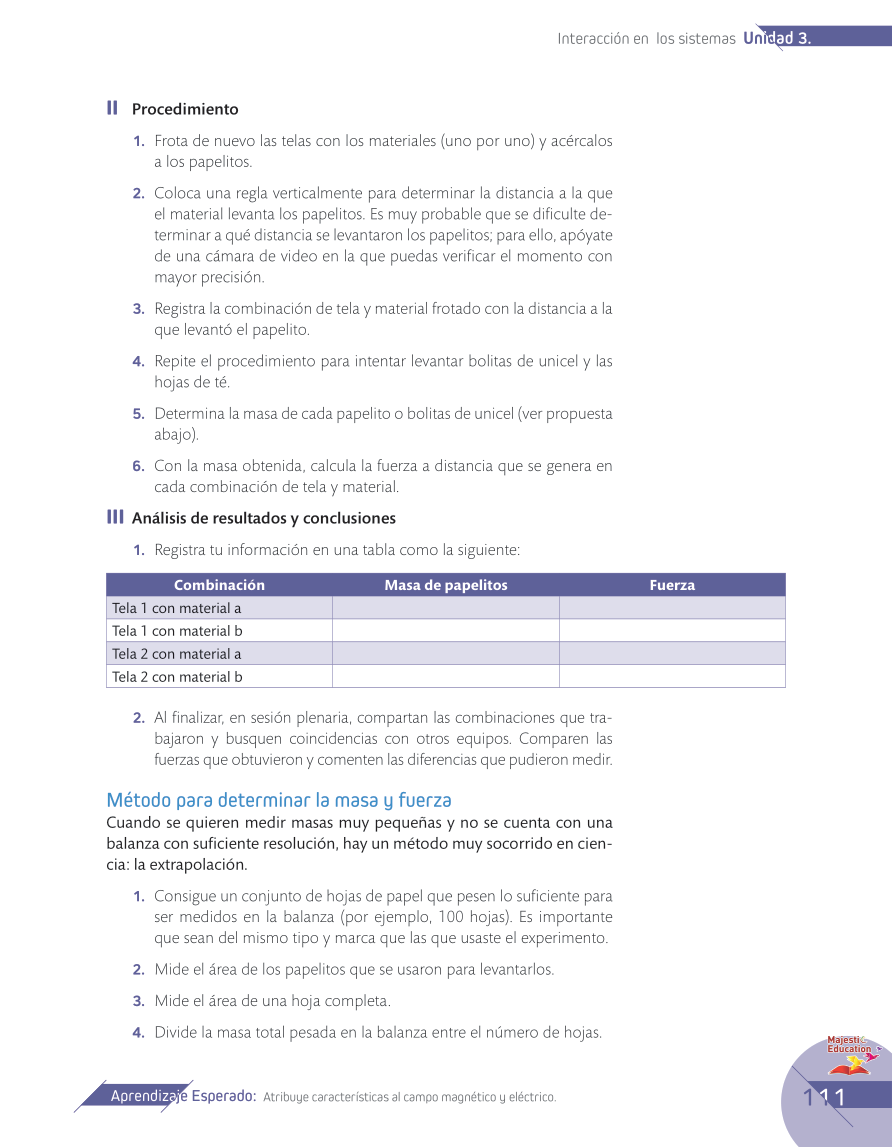 Interacción en los sistemas Unidad 3.
II Procedimiento
1. Frota de nuevo las telas con los materiales (uno por uno) y acércalos
a los papelitos.
2. Coloca una regla verticalmente para determinar la distancia a la que
el material levanta los papelitos. Es muy probable que se dificulte de-
terminar a qué distancia se levantaron los papelitos; para ello, apóyate
de una cámara de video en la que puedas verificar el momento con
mayor precisión.
3. Registra la combinación de tela y material frotado con la distancia a la
que levantó el papelito.
4. Repite el procedimiento para intentar levantar bolitas de unicel y las
hojas de té.
5. Determina la masa de cada papelito o bolitas de unicel (ver propuesta
abajo).
6. Con la masa obtenida, calcula la fuerza a distancia que se genera en
cada combinación de tela y material.
III Análisis de resultados y conclusiones
1. Registra tu información en una tabla como la siguiente:
Combinación Masa de papelitos Fuerza
Tela 1 con material a
Tela 1 con material b
Tela 2 con material a
Tela 2 con material b
2. Al finalizar, en sesión plenaria, compartan las combinaciones que tra-
bajaron y busquen coincidencias con otros equipos. Comparen las
fuerzas que obtuvieron y comenten las diferencias que pudieron medir.
Método para determinar la masa y fuerza
Cuando se quieren medir masas muy pequeñas y no se cuenta con una
balanza con suficiente resolución, hay un método muy socorrido en cien-
cia: la extrapolación.
1. Consigue un conjunto de hojas de papel que pesen lo suficiente para
ser medidos en la balanza (por ejemplo, 100 hojas). Es importante
que sean del mismo tipo y marca que las que usaste el experimento.
2. Mide el área de los papelitos que se usaron para levantarlos.
3. Mide el área de una hoja completa.
4. Divide la masa total pesada en la balanza entre el número de hojas.
Majestic
Education
Aprendizaje Esperado: Atribuye características al campo magnético y eléctrico.
111